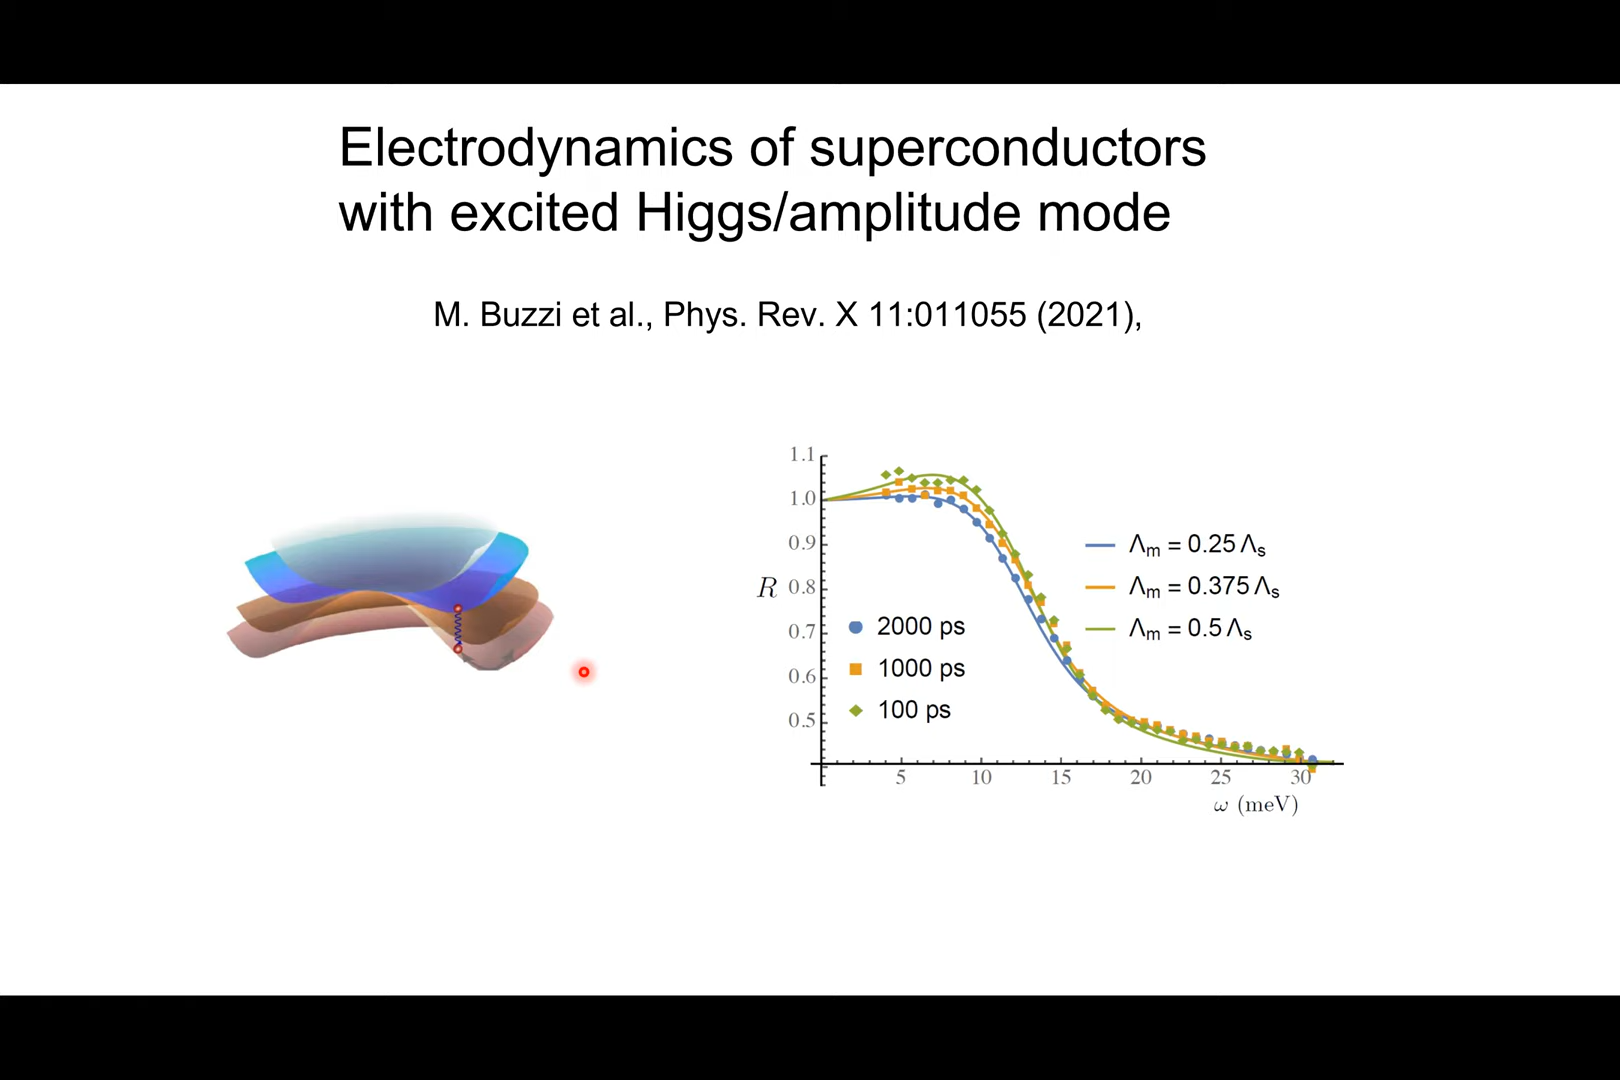 Electrodynamics of superconductors
with excited Higgs/amplitude mode
M. Buzzi et al., Phys. Rev. X 11:011055 (2021),
1.1
1.0
0.9
0.8
0.7
0.6
0.5
R
2000 ps
1000 ps
100 ps
Λm = 0.25 Λs
Λm = 0.375 Λs
Λm = 0.5 Λs
5 10 15 20 25 30
ω (meV)